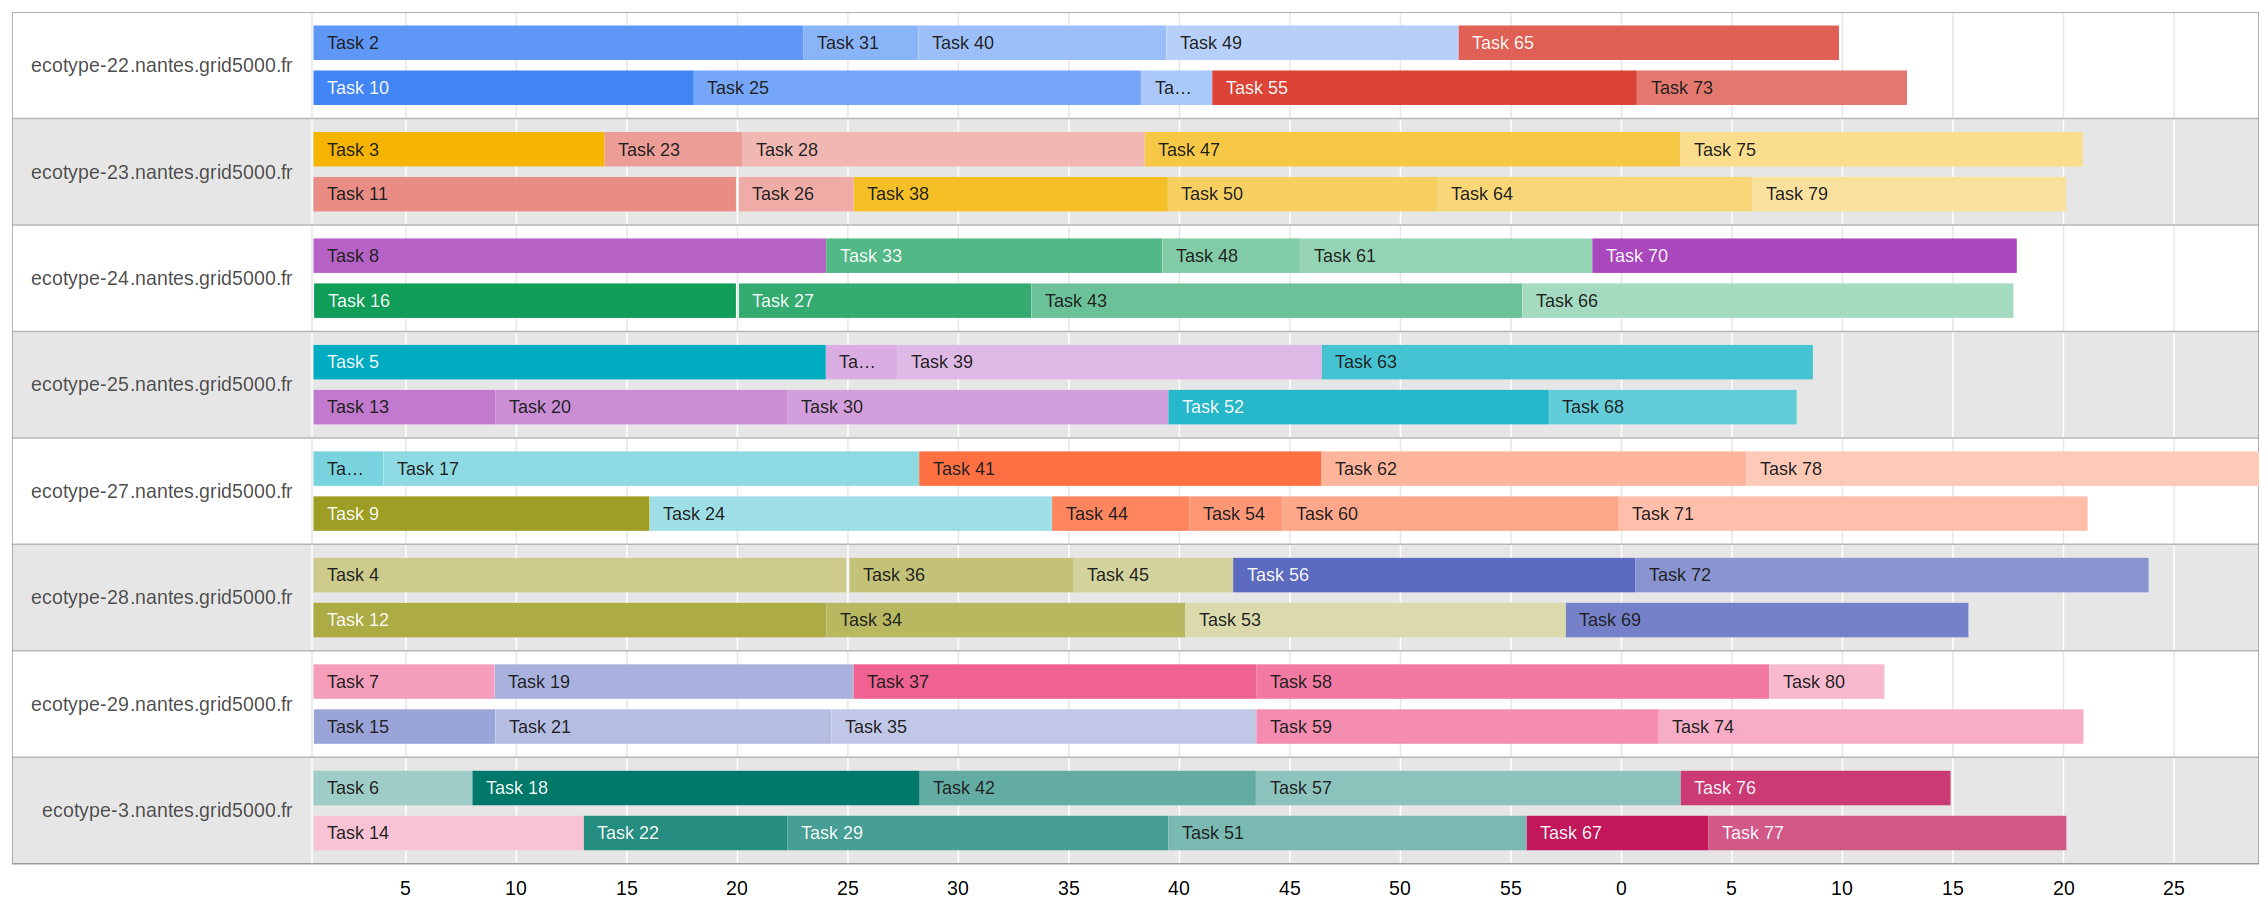 Task 2 Task 31 Task 40 Task 49 Task 65
ecotype-22.nantes.grid5000.fr
Task 10 Task 25 Ta... Task 55 Task 73
Task 3 Task 23 Task 28 Task 47 Task 75
ecotype-23.nantes.grid5000.fr
Task 11 Task 26 Task 38 Task 50 Task 64 Task 79
Task 8 Task 33 Task 48 Task 61 Task 70
ecotype-24.nantes.grid5000.fr
Task 16 Task 27 Task 43 Task 66
Task 5 Ta... Task 39 Task 63
ecotype-25.nantes.grid5000.fr
Task 13 Task 20 Task 30 Task 52 Task 68
Ta... Task 17 Task 41 Task 62 Task 78
ecotype-27.nantes.grid5000.fr
Task 9 Task 24 Task 44 Task 54 Task 60 Task 71
Task 4 Task 36 Task 45 Task 56 Task 72
ecotype-28.nantes.grid5000.fr
Task 12 Task 34 Task 53 Task 69
Task 7 Task 19 Task 37 Task 58 Task 80
ecotype-29.nantes.grid5000.fr
Task 15 Task 21 Task 35 Task 59 Task 74
Task 6 Task 18 Task 42 Task 57 Task 76
ecotype-3.nantes.grid5000.fr
Task 14 Task 22 Task 29 Task 51 Task 67 Task 77
5 10 15 20 25 30 35 40 45 50 55 0 5 10 15 20 25